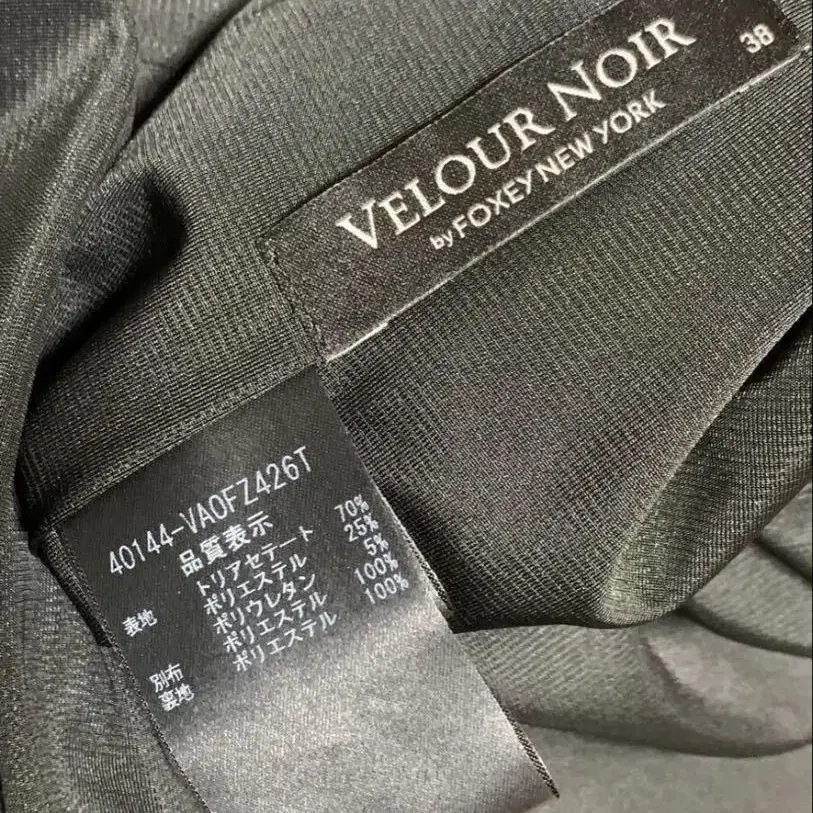 VELOUR NOIR
by FOXEY NEW YORK
38
40144-VAOFZ426T
品質表示
表地 トリアセテート 70%
ポリエステル 25%
ポリウレタン 5%
別布 ポリエステル 100%
裏地 ポリエステル 100%